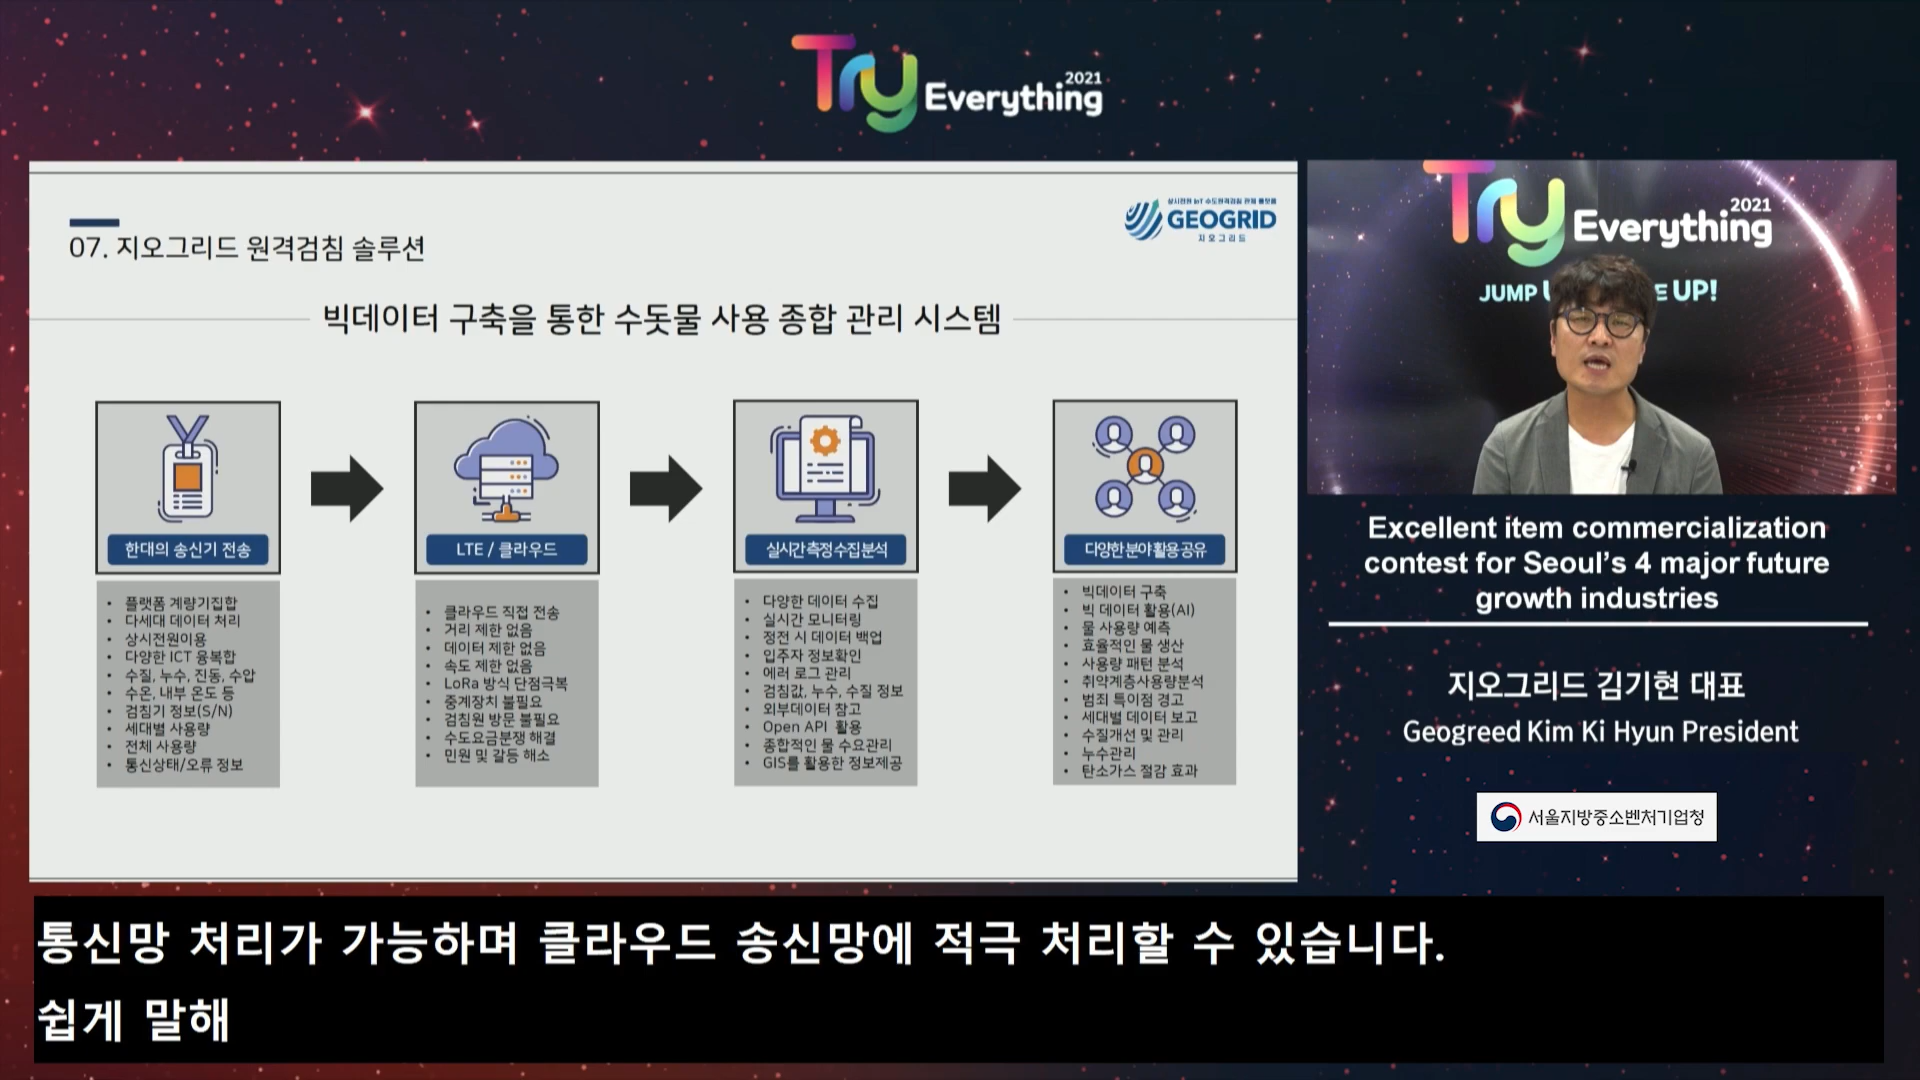 Try Everything 2021
07. 지오그리드 원격검침 솔루션
상시전원 IoT 수도원격검침 관제 플랫폼
GEOGRID
지오그리드
빅데이터 구축을 통한 수돗물 사용 종합 관리 시스템
한대의 송신기 전송
• 플랫폼 계량기집합
• 다세대 데이터 처리
• 상시전원이용
• 다양한 ICT 융복합
• 수질, 누수, 진동, 수압
• 수온, 내부 온도 등
• 검침기 정보(S/N)
• 세대별 사용량
• 전체 사용량
• 통신상태/오류 정보
LTE / 클라우드
• 클라우드 직접 전송
• 거리 제한 없음
• 데이터 제한 없음
• 속도 제한 없음
• LoRa 방식 단점극복
• 중계장치 불필요
• 검침원 방문 불필요
• 수도요금분쟁 해결
• 민원 및 갈등 해소
실시간 측정 수집 분석
• 다양한 데이터 수집
• 실시간 모니터링
• 정전 시 데이터 백업
• 입주자 정보확인
• 에러 로그 관리
• 검침값, 누수, 수질 정보
• 외부데이터 참고
• Open API 활용
• 종합적인 물 수요관리
• GIS를 활용한 정보제공
다양한 분야 활용 공유
• 빅데이터 구축
• 빅 데이터 활용(AI)
• 물 사용량 예측
• 효율적인 물 생산
• 사용량 패턴 분석
• 취약계층사용량분석
• 범죄 특이점 경고
• 세대별 데이터 보고
• 수질개선 및 관리
• 누수관리
• 탄소가스 절감 효과
Try Everything 2021
JUMP U E UP!
Excellent item commercialization
contest for Seoul's 4 major future
growth industries
지오그리드 김기현 대표
Geogreed Kim Ki Hyun President
서울지방중소벤처기업청
통신망 처리가 가능하며 클라우드 송신망에 적극 처리할 수 있습니다.
쉽게 말해